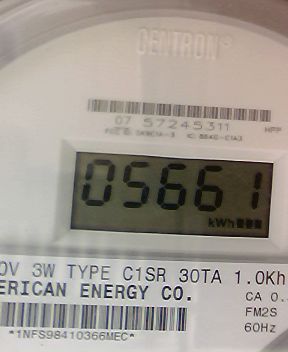 CENTRON®
07 57245311
HPP
05661
kWh
0V 3W TYPE C1SR 30TA 1.0Kh
ERICAN ENERGY CO.
CA 0.
FM2S
*1NFS98410366MEC*
60Hz